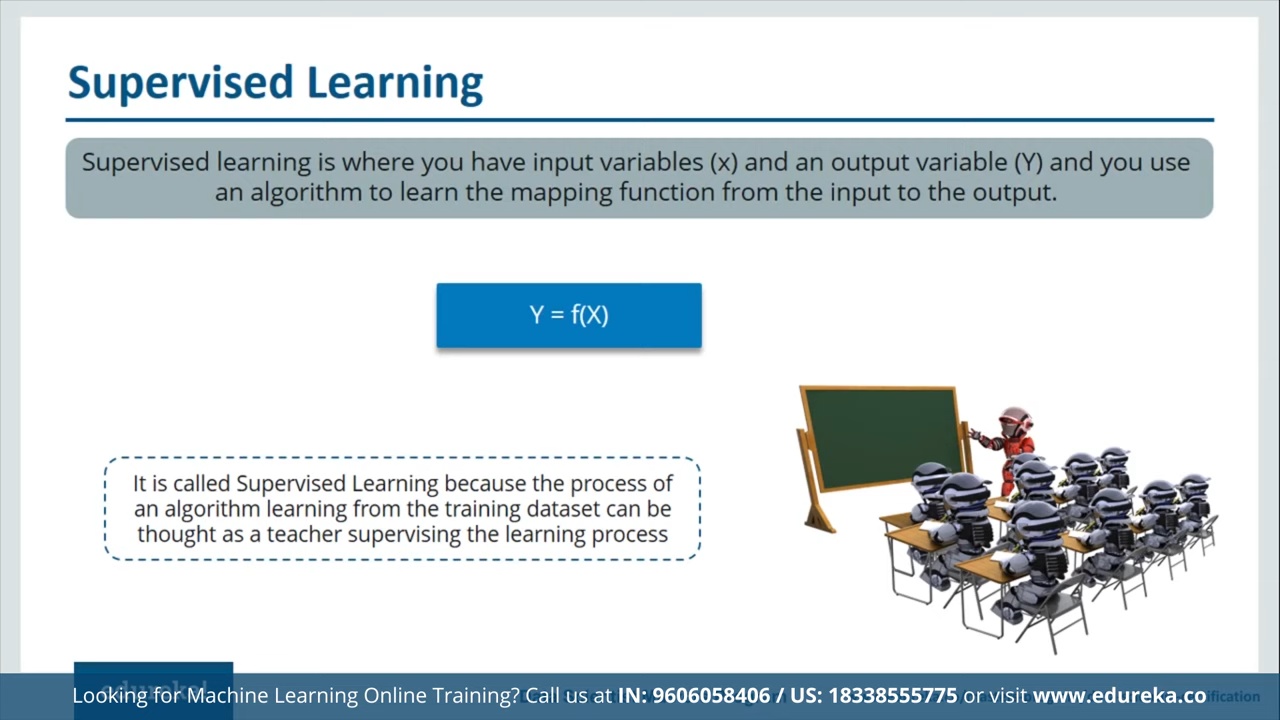 Supervised Learning
Supervised learning is where you have input variables (x) and an output variable (Y) and you use
an algorithm to learn the mapping function from the input to the output.
Y = f(X)
It is called Supervised Learning because the process of
an algorithm learning from the training dataset can be
thought as a teacher supervising the learning process
Looking for Machine Learning Online Training? Call us at IN: 9606058406 / US: 18338555775 or visit www.edureka.co